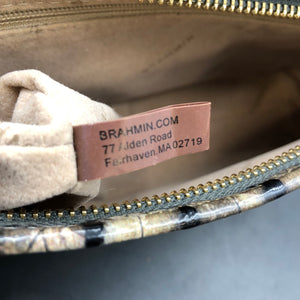 BRAHMIN.COM
77 Alden Road
Fairhaven, MA 02719